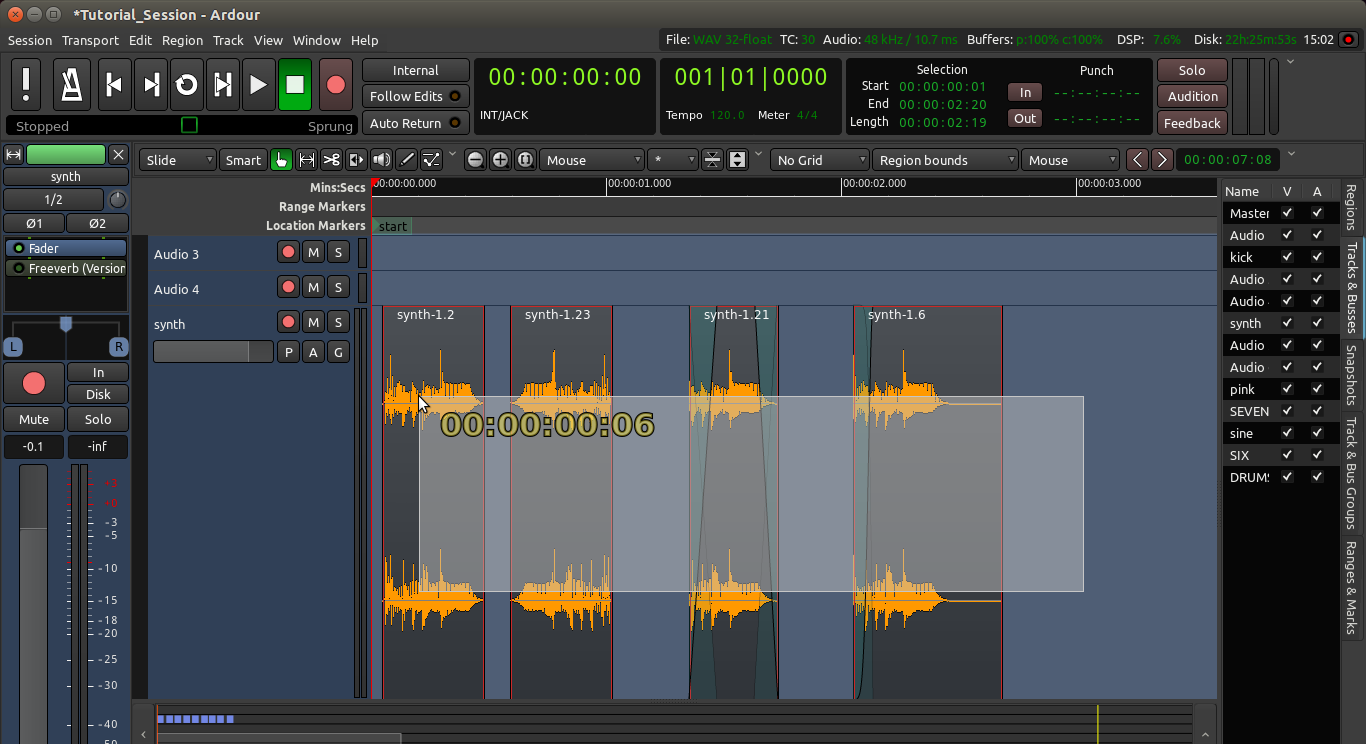 *Tutorial_Session - Ardour
Session Transport Edit Region Track View Window Help
File: WAV 32-float TC: 30 Audio: 48 kHz / 10.7 ms Buffers: p:100% c:100% DSP: 7.6% Disk: 22h:25m:53s 15:02
Internal
Follow Edits
Auto Return
Stopped Sprung
00:00:00:00
INT/JACK
001|01|0000
Tempo 120.0 Meter 4/4
Selection
Start 00:00:00:01
End 00:00:02:20
Length 00:00:02:19
Punch
In --:--:--:--
Out --:--:--:--
Solo
Audition
Feedback
Slide Smart Mouse * No Grid Region bounds Mouse 00:00:07:08
synth
1/2
Ø1 Ø2
Fader
Freeverb (Version
L R
In
Disk
Mute Solo
-0.1 -inf
-3
-5
-10
-15
-18
-20
-25
-30
-40
Mins:Secs
Range Markers
Location Markers
00:00:00.000 00:00:01.000 00:00:02.000 00:00:03.000
start
Audio 3 M S
Audio 4 M S
synth M S
P A G
synth-1.2 synth-1.23 synth-1.21 synth-1.6
00:00:00:06
Name V A
Master
Audio
kick
Audio
Audio
synth
Audio
Audio
pink
SEVEN
sine
SIX
DRUMS
Regions
Tracks & Busses
Snapshots
Track & Bus Groups
Ranges & Marks